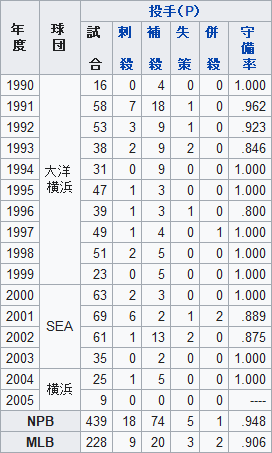 年度 球団 投手(P)
試合 刺殺 補殺 失策 併殺 守備率
1990 大洋横浜 16 0 4 0 0 1.000
1991 58 7 18 1 0 .962
1992 53 3 9 1 0 .923
1993 38 2 9 2 0 .846
1994 31 0 9 0 0 1.000
1995 47 1 3 0 0 1.000
1996 39 1 3 1 0 .800
1997 49 1 4 0 1 1.000
1998 51 2 5 0 0 1.000
1999 23 0 5 0 0 1.000
2000 SEA 63 2 3 0 0 1.000
2001 69 6 2 1 2 .889
2002 61 1 13 2 0 .875
2003 35 0 2 0 0 1.000
2004 横浜 25 1 5 0 0 1.000
2005 9 0 0 0 0 ----
NPB 439 18 74 5 1 .948
MLB 228 9 20 3 2 .906